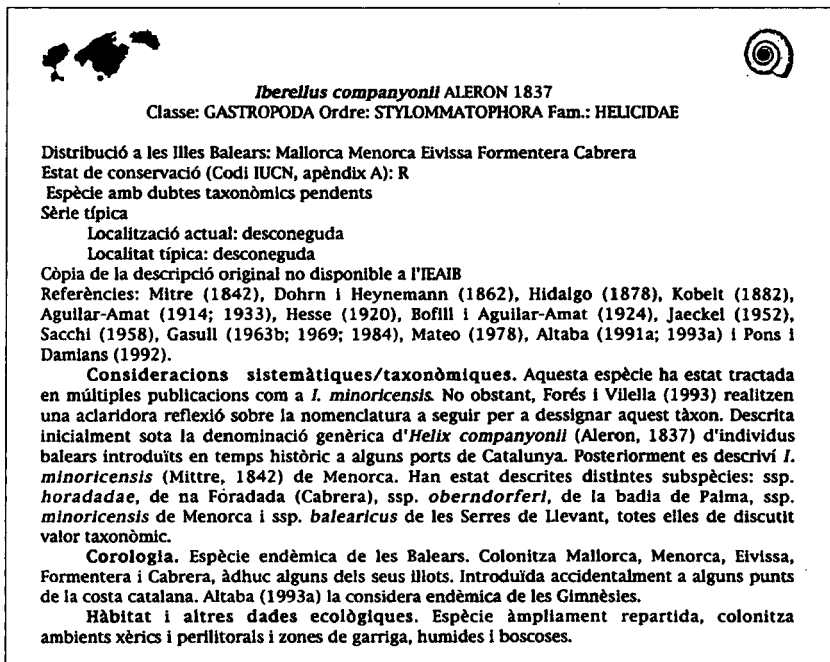 Iberellus companyonii ALERON 1837
Classe: GASTROPODA Ordre: STYLOMMATOPHORA Fam.: HELICIDAE
Distribució a les Illes Balears: Mallorca Menorca Eivissa Formentera Cabrera
Estat de conservació (Codi IUCN, apèndix A): R
Espècie amb dubtes taxonòmics pendents
Sèrie típica
Localització actual: desconeguda
Localitat típica: desconeguda
Còpia de la descripció original no disponible a l'IEAIB
Referències: Mitre (1842), Dohrn i Heynemann (1862), Hidalgo (1878), Kobelt (1882),
Aguilar-Amat (1914; 1933), Hesse (1920), Bofill i Aguilar-Amat (1924), Jaeckel (1952),
Sacchi (1958), Gasull (1963b; 1969; 1984), Mateo (1978), Altaba (1991a; 1993a) i Pons i
Damians (1992).
Consideracions sistemàtiques/taxonòmiques. Aquesta espècie ha estat tractada
en múltiples publicacions com a I. minoricensis. No obstant, Forés i Vilella (1993) realitzen
una aclaridora reflexió sobre la nomenclatura a seguir per a dessignar aquest tàxon. Descrita
inicialment sota la denominació genèrica d'Helix companyonii (Aleron, 1837) d'individus
balears introduïts en temps històric a alguns ports de Catalunya. Posteriorment es descriví I.
minoricensis (Mittre, 1842) de Menorca. Han estat descrites distintes subspècies: ssp.
horadadae, de na Foradada (Cabrera), ssp. oberndorferi, de la badia de Palma, ssp.
minoricensis de Menorca i ssp. balearicus de les Serres de Llevant, totes elles de discutit
valor taxonòmic.
Corologia. Espècie endèmica de les Balears. Colonitza Mallorca, Menorca, Eivissa,
Formentera i Cabrera, àdhuc alguns dels seus illots. Introduïda accidentalment a alguns punts
de la costa catalana. Altaba (1993a) la considera endèmica de les Gimnèsies.
Hàbitat i altres dades ecològiques. Espècie àmpliament repartida, colonitza
ambients xèrics i perilitorals i zones de garriga, humides i boscoses.